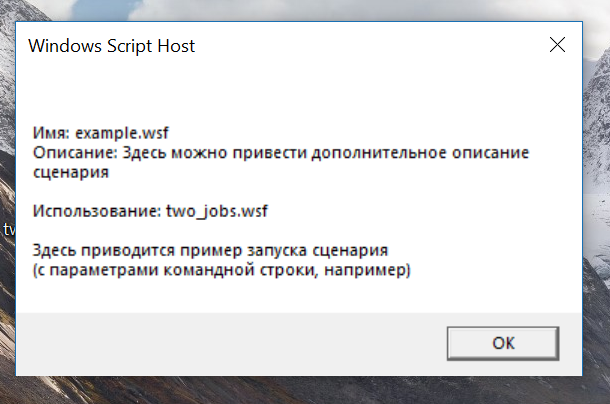 Windows Script Host
Имя: example.wsf
Описание: Здесь можно привести дополнительное описание
сценария
Использование: two_jobs.wsf
tw
Здесь приводится пример запуска сценария
(с параметрами командной строки, например)
OK